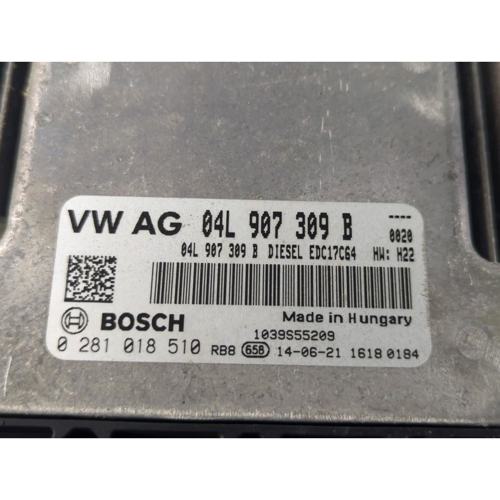 VW AG 04L 907 309 B ----
0020
04L 907 309 B DIESEL EDC17C64 HW: H22
BOSCH Made in Hungary
1039S55209
0 281 018 510 RB8 658 14-06-21 1618 0184